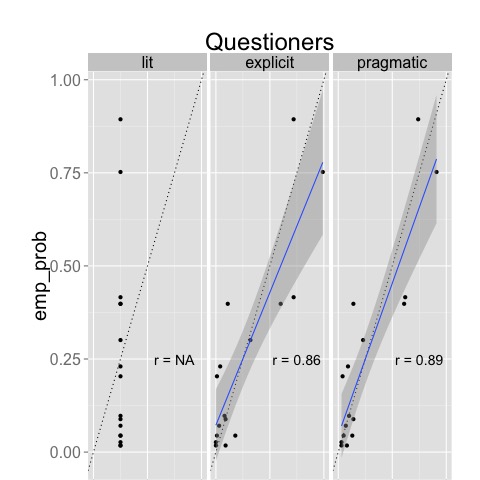 Questioners
lit explicit pragmatic
emp_prob
1.00
0.75
0.50
0.25
0.00
r = NA r = 0.86 r = 0.89